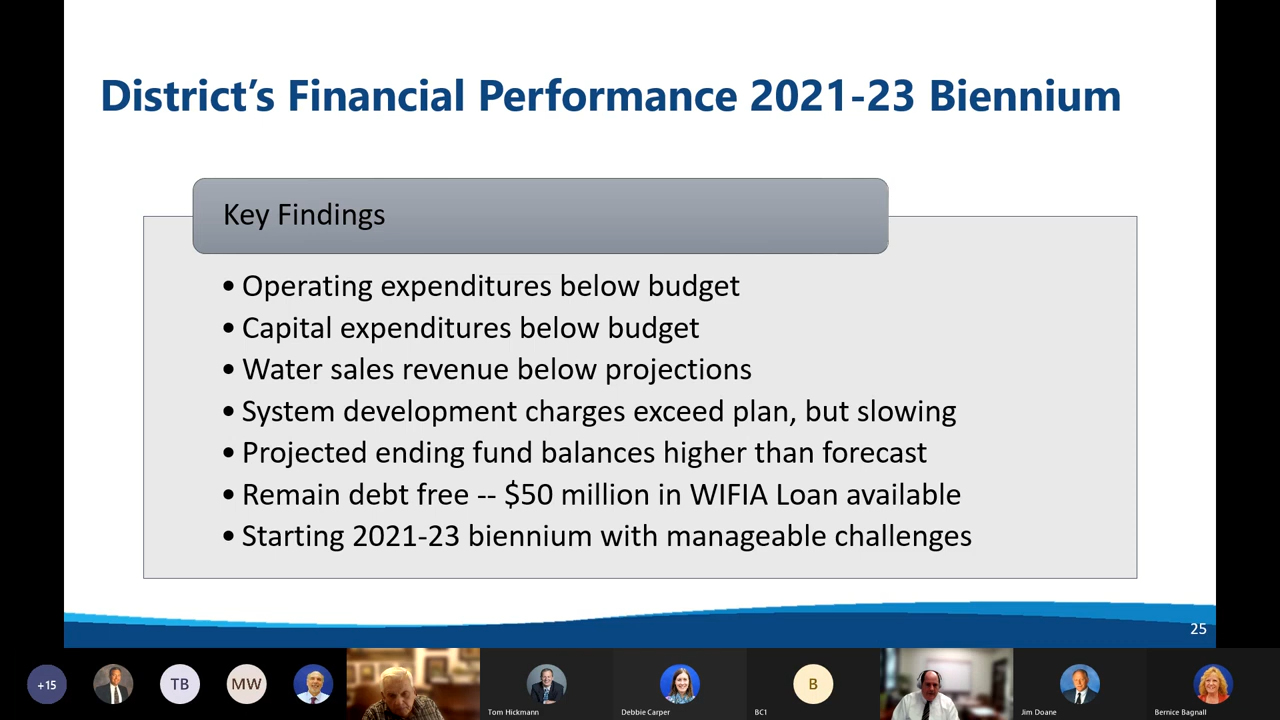 District's Financial Performance 2021-23 Biennium
Key Findings
• Operating expenditures below budget
• Capital expenditures below budget
• Water sales revenue below projections
• System development charges exceed plan, but slowing
• Projected ending fund balances higher than forecast
• Remain debt free -- $50 million in WIFIA Loan available
• Starting 2021-23 biennium with manageable challenges
25
+15
TB
MW
B
Tom Hickmann
Debbie Carper
BC1
Jim Doane
Bernice Bagnall